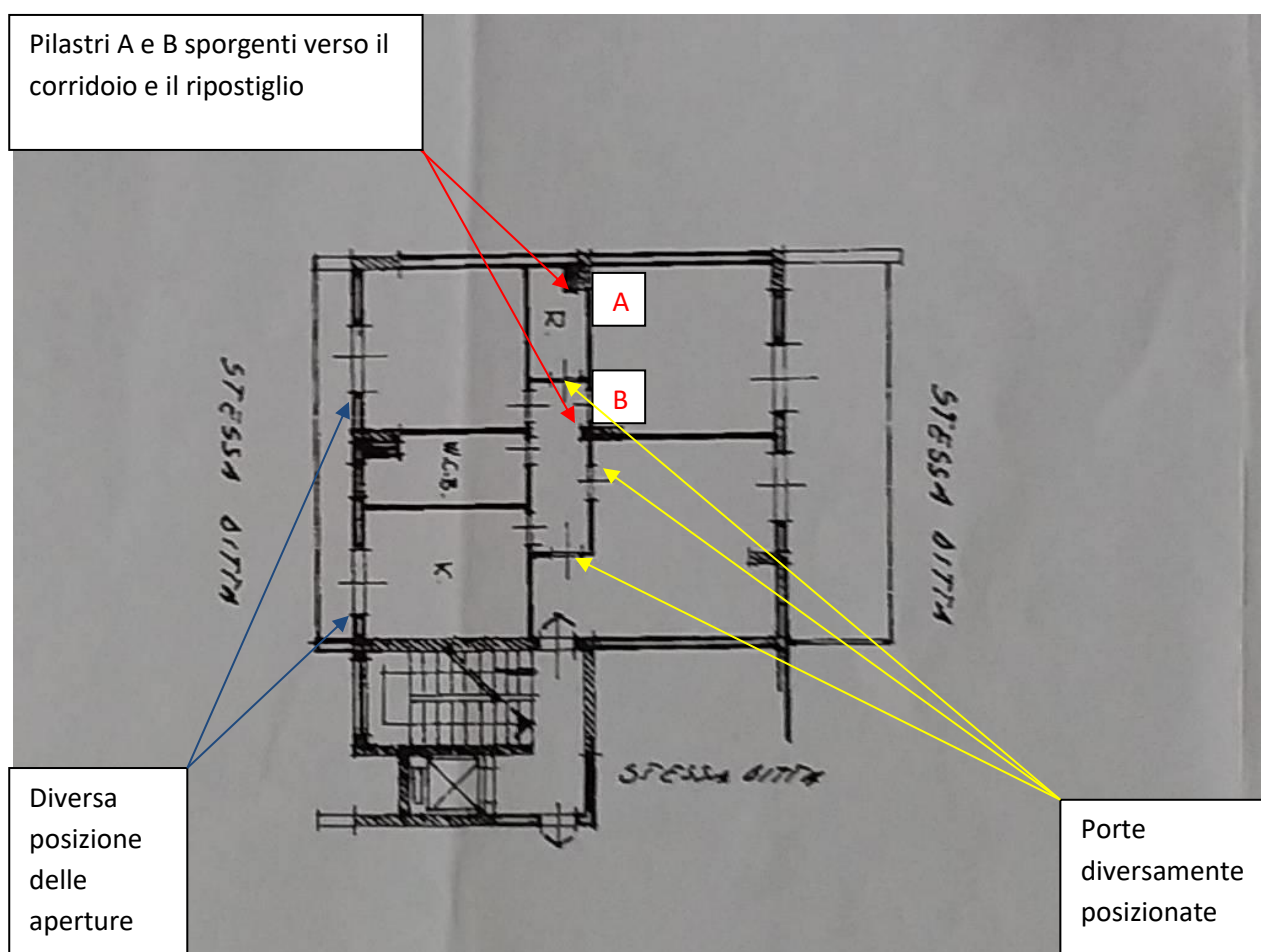 Pilastri A e B sporgenti verso il
corridoio e il ripostiglio
A
R.
B
STESSA DITTA
W.C.B.
STESSA DITTA
K.
STESSA DITTA
Diversa
posizione
delle
aperture
Porte
diversamente
posizionate